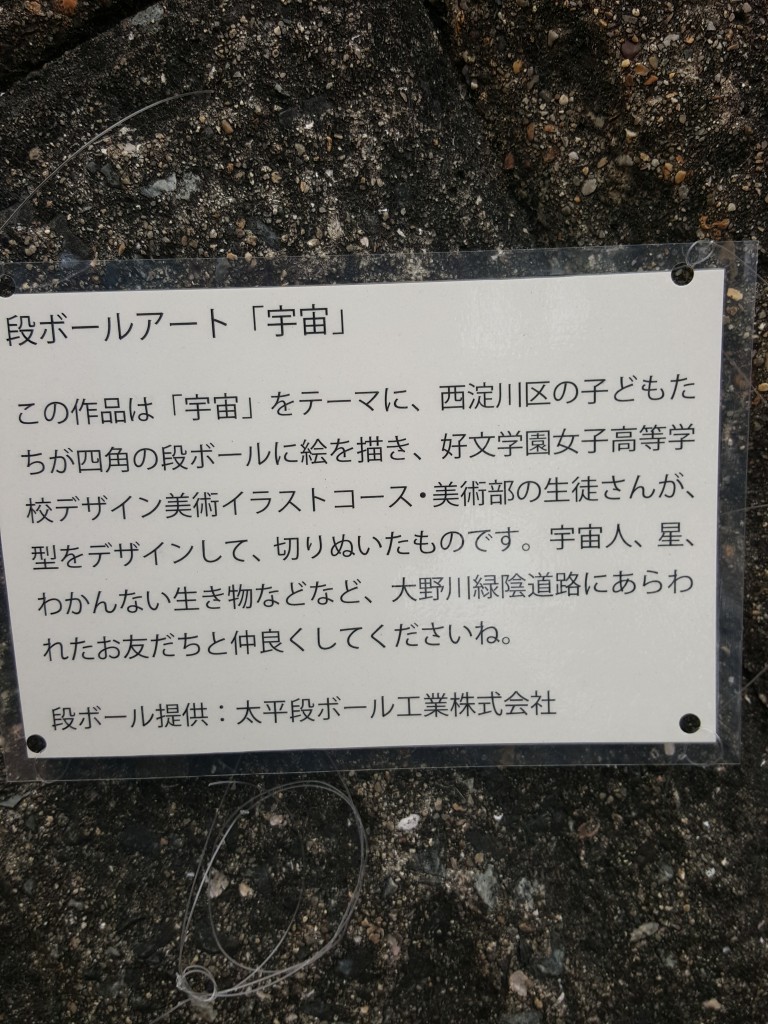 段ボールアート「宇宙」
この作品は「宇宙」をテーマに、西淀川区の子どもた
ちが四角の段ボールに絵を描き、好文学園女子高等学
校デザイン美術イラストコース・美術部の生徒さんが、
型をデザインして、切りぬいたものです。宇宙人、星、
わかんない生き物などなど、大野川緑陰道路にあらわ
れたお友だちと仲良くしてくださいね。
段ボール提供：太平段ボール工業株式会社